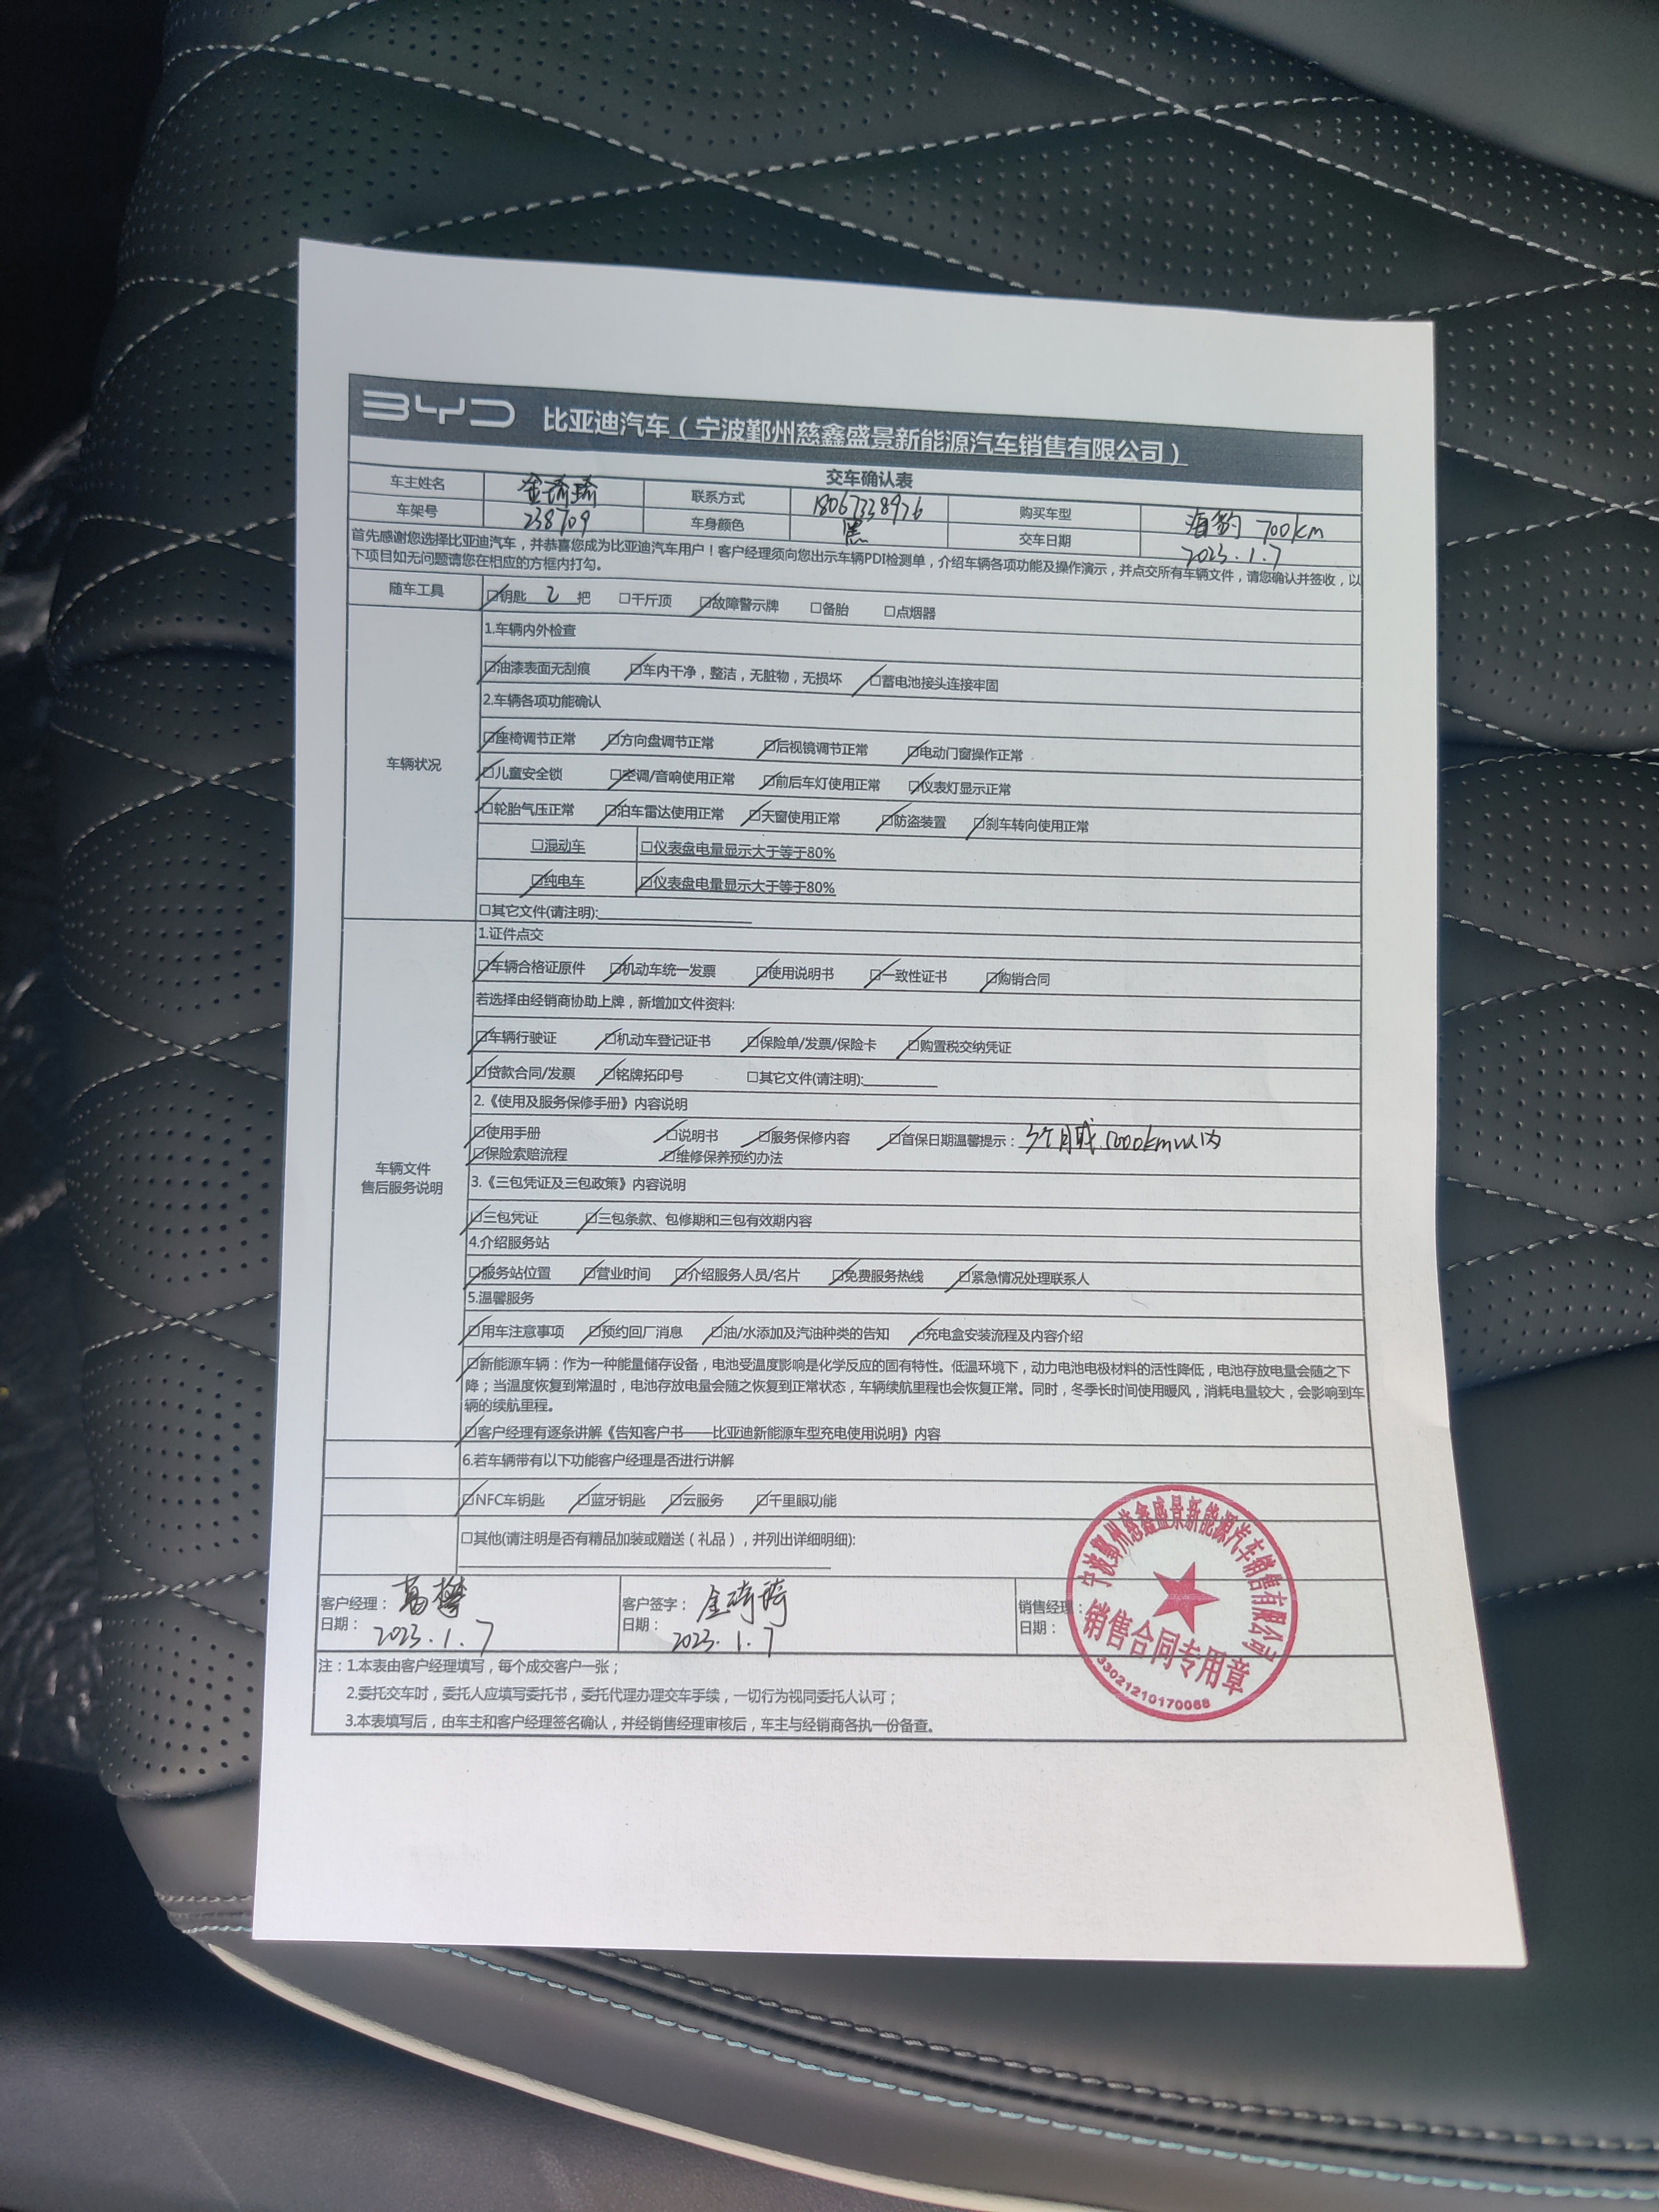 BYD 比亚迪汽车（宁波鄞州慈鑫盛景新能源汽车销售有限公司）
交车确认表
车主姓名 联系方式 18067338976 购买车型 海豹 700km
车架号 238709 车身颜色 黑 交车日期 2023.1.7
首先感谢您选择比亚迪汽车，并恭喜您成为比亚迪汽车用户！客户经理须向您出示车辆PDI检测单，介绍车辆各项功能及操作演示，并点交所有车辆文件，请您确认并签收，以
下项目如无问题请您在相应的方框内打勾。
随车工具 ☑钥匙 2 把 □千斤顶 ☑故障警示牌 □备胎 □点烟器
车辆状况
1.车辆内外检查
☑油漆表面无刮痕 ☑车内干净，整洁，无脏物，无损坏 ☑蓄电池接头连接牢固
2.车辆各项功能确认
☑座椅调节正常 ☑方向盘调节正常 ☑后视镜调节正常 ☑电动门窗操作正常
☑儿童安全锁 ☑空调/音响使用正常 ☑前后车灯使用正常 ☑仪表灯显示正常
☑轮胎气压正常 ☑泊车雷达使用正常 ☑天窗使用正常 ☑防盗装置 ☑刹车转向使用正常
□混动车 □仪表盘电量显示大于等于80%
☑纯电车 ☑仪表盘电量显示大于等于80%
□其它文件(请注明):
车辆文件
售后服务说明
1.证件点交
☑车辆合格证原件 ☑机动车统一发票 ☑使用说明书 ☑一致性证书 ☑购销合同
若选择由经销商协助上牌，新增加文件资料:
☑车辆行驶证 ☑机动车登记证书 ☑保险单/发票/保险卡 ☑购置税交纳凭证
☑贷款合同/发票 ☑铭牌拓印号 □其它文件(请注明):
2.《使用及服务保修手册》内容说明
☑使用手册 ☑说明书 ☑服务保修内容 ☑首保日期温馨提示：3个月或5000km以内
☑保险索赔流程 ☑维修保养预约办法
3.《三包凭证及三包政策》内容说明
☑三包凭证 ☑三包条款、包修期和三包有效期内容
4.介绍服务站
☑服务站位置 ☑营业时间 ☑介绍服务人员/名片 ☑免费服务热线 ☑紧急情况处理联系人
5.温馨服务
☑用车注意事项 ☑预约回厂消息 ☑油/水添加及汽油种类的告知 ☑充电盒安装流程及内容介绍
☑新能源车辆：作为一种能量储存设备，电池受温度影响是化学反应的固有特性。低温环境下，动力电池电极材料的活性降低，电池存放电量会随之下
降；当温度恢复到常温时，电池存放电量会随之恢复到正常状态，车辆续航里程也会恢复正常。同时，冬季长时间使用暖风，消耗电量较大，会影响到车
辆的续航里程。
☑客户经理有逐条讲解《告知客户书——比亚迪新能源车型充电使用说明》内容
6.若车辆带有以下功能客户经理是否进行讲解
☑NFC车钥匙 ☑蓝牙钥匙 ☑云服务 ☑千里眼功能
□其他(请注明是否有精品加装或赠送（礼品），并列出详细明细):
客户经理： 客户签字： 销售经理：
日期： 2023.1.7 日期： 2023.1.7 日期：
宁波鄞州慈鑫盛景新能源汽车销售有限公司
销售合同专用章
33021210170068
注：1.本表由客户经理填写，每个成交客户一张；
2.委托交车时，委托人应填写委托书，委托代理办理交车手续，一切行为视同委托人认可；
3.本表填写后，由车主和客户经理签名确认，并经销售经理审核后，车主与经销商各执一份备查。